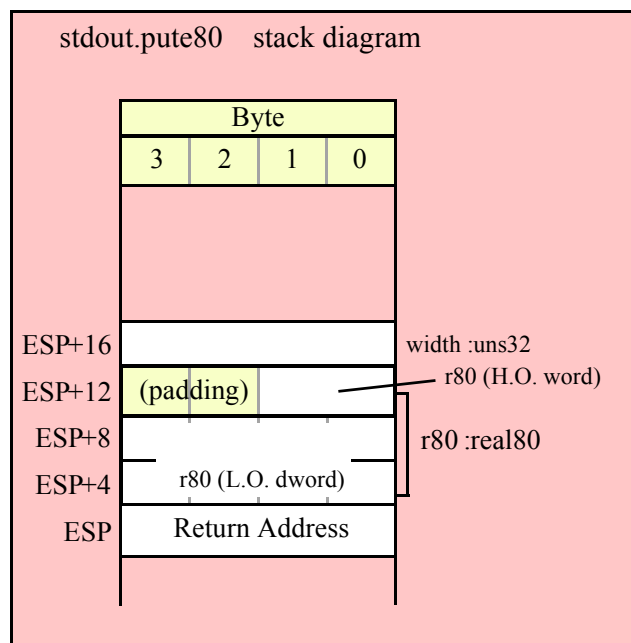 stdout.pute80 stack diagram
Byte
3 2 1 0
ESP+16 width :uns32
ESP+12 (padding) r80 (H.O. word)
ESP+8 r80 :real80
ESP+4 r80 (L.O. dword)
ESP Return Address